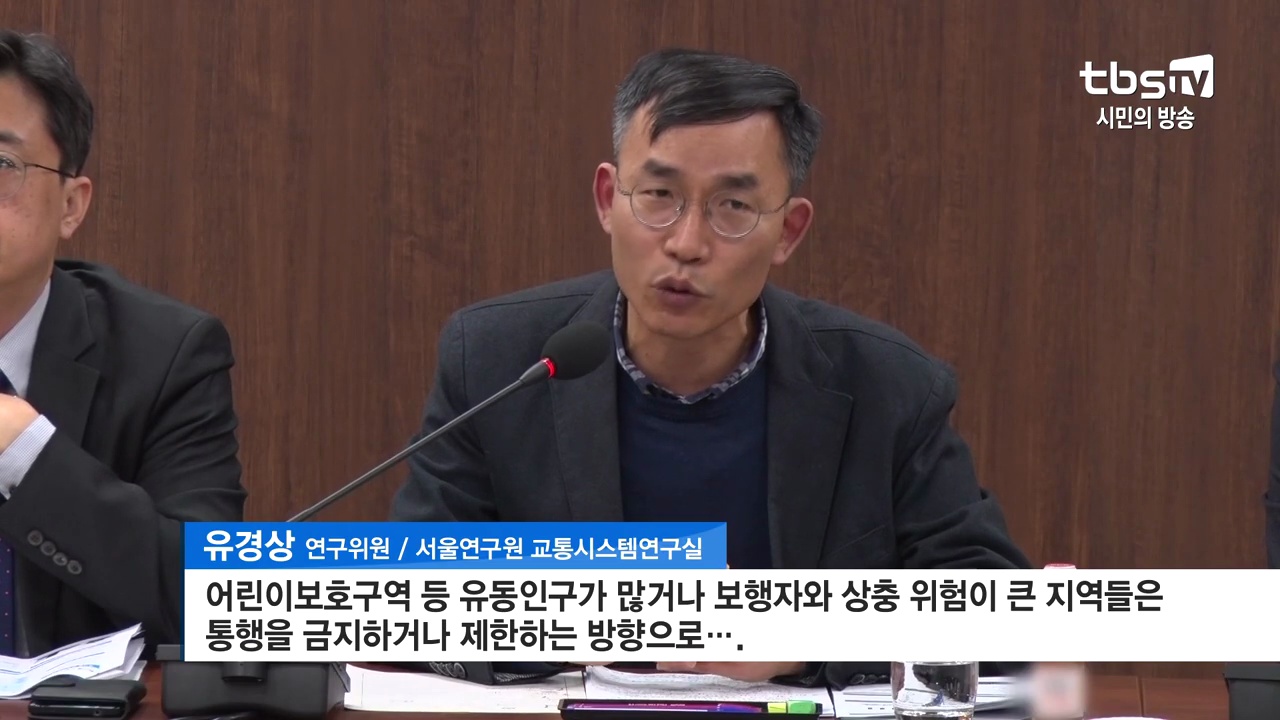 tbs TV
시민의 방송
유경상 연구위원 / 서울연구원 교통시스템연구실
어린이보호구역 등 유동인구가 많거나 보행자와 상충 위험이 큰 지역들은
통행을 금지하거나 제한하는 방향으로….